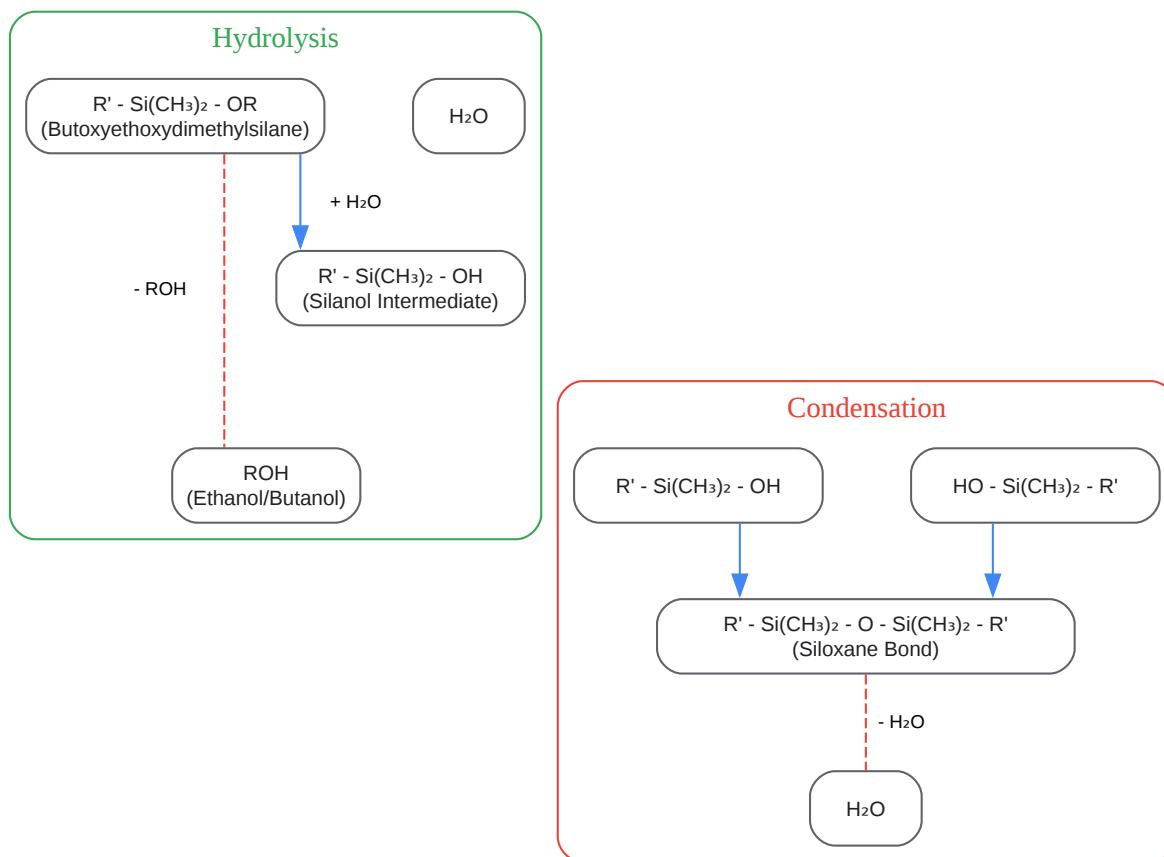 Hydrolysis
R' - Si(CH₃)₂ - OR
(Butoxyethoxydimethylsilane)
H₂O
+ H₂O
R' - Si(CH₃)₂ - OH
(Silanol Intermediate)
- ROH
ROH
(Ethanol/Butanol)
Condensation
R' - Si(CH₃)₂ - OH
HO - Si(CH₃)₂ - R'
R' - Si(CH₃)₂ - O - Si(CH₃)₂ - R'
(Siloxane Bond)
- H₂O
H₂O